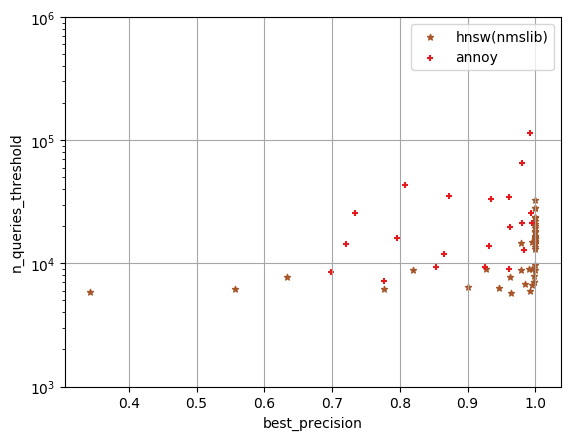 hnsw(nmslib)
annoy
n_queries_threshold
10^6
10^5
10^4
10^3
0.4 0.5 0.6 0.7 0.8 0.9 1.0
best_precision